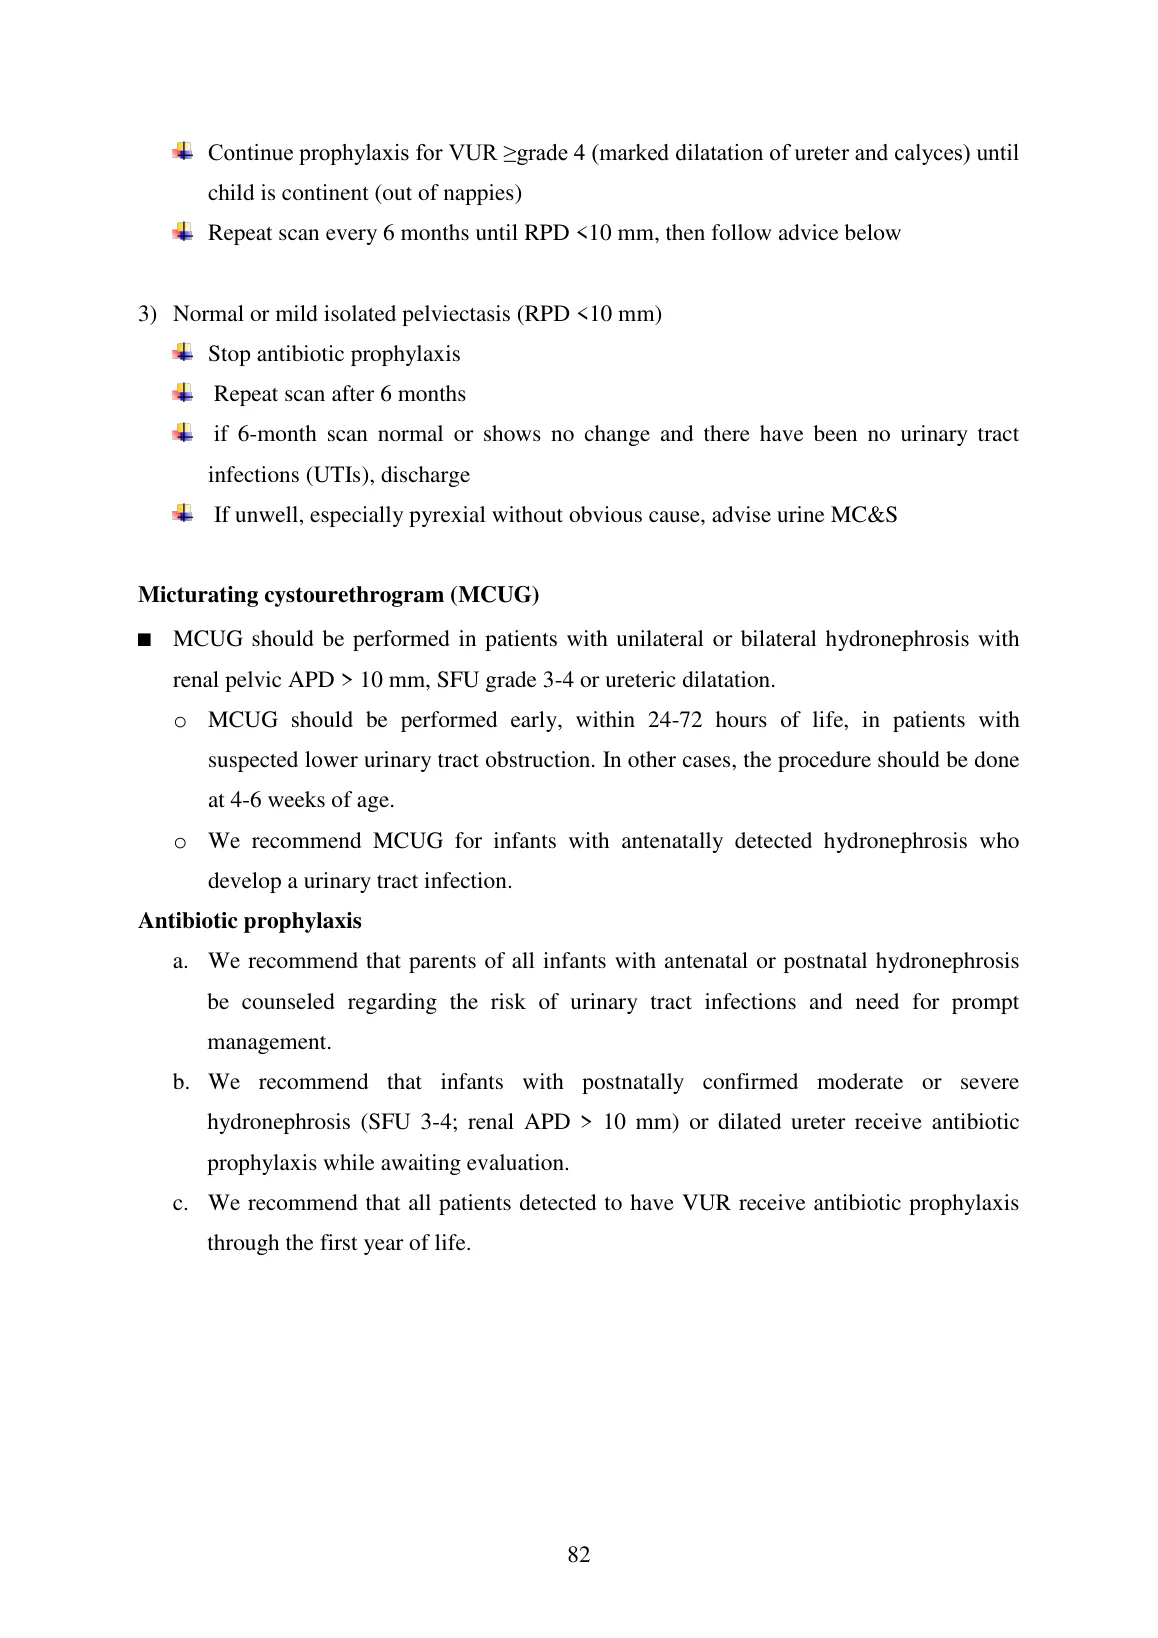 Continue prophylaxis for VUR ≥grade 4 (marked dilatation of ureter and calyces) until
child is continent (out of nappies)
Repeat scan every 6 months until RPD <10 mm, then follow advice below
3) Normal or mild isolated pelviectasis (RPD <10 mm)
Stop antibiotic prophylaxis
Repeat scan after 6 months
if 6-month scan normal or shows no change and there have been no urinary tract
infections (UTIs), discharge
If unwell, especially pyrexial without obvious cause, advise urine MC&S
Micturating cystourethrogram (MCUG)
■ MCUG should be performed in patients with unilateral or bilateral hydronephrosis with
renal pelvic APD > 10 mm, SFU grade 3-4 or ureteric dilatation.
o MCUG should be performed early, within 24-72 hours of life, in patients with
suspected lower urinary tract obstruction. In other cases, the procedure should be done
at 4-6 weeks of age.
o We recommend MCUG for infants with antenatally detected hydronephrosis who
develop a urinary tract infection.
Antibiotic prophylaxis
a. We recommend that parents of all infants with antenatal or postnatal hydronephrosis
be counseled regarding the risk of urinary tract infections and need for prompt
management.
b. We recommend that infants with postnatally confirmed moderate or severe
hydronephrosis (SFU 3-4; renal APD > 10 mm) or dilated ureter receive antibiotic
prophylaxis while awaiting evaluation.
c. We recommend that all patients detected to have VUR receive antibiotic prophylaxis
through the first year of life.
82